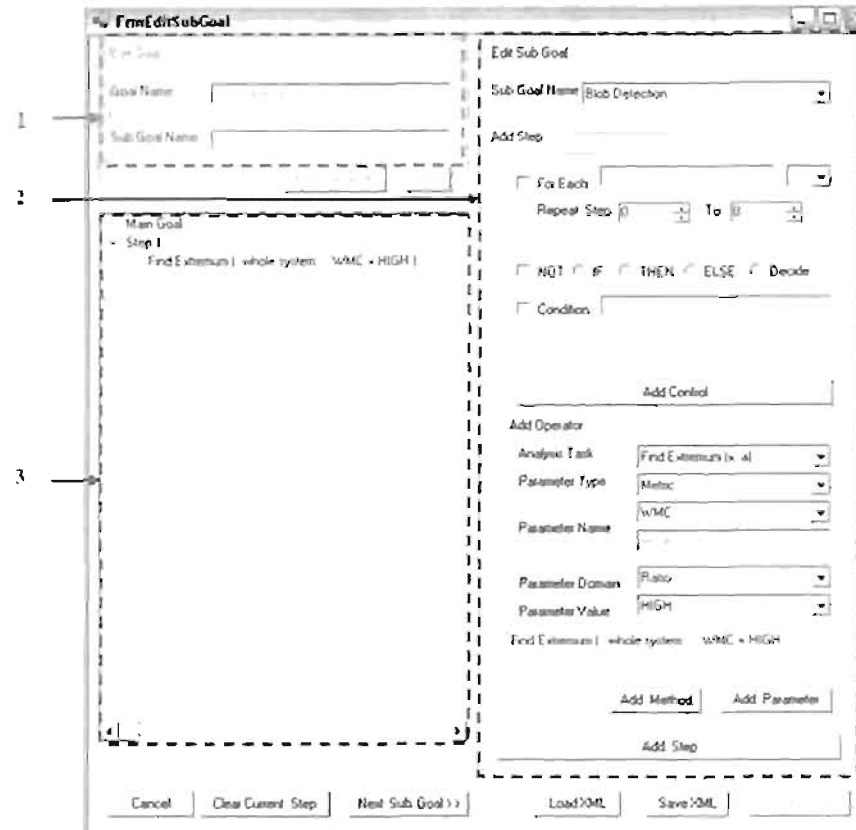 FrmEditSubGoal
Main Goal
Goal Name
Sub Goal Name
1
2
3
Main Goal
- Step 1
Find Extremum ( whole system WMC = HIGH )
Edit Sub Goal
Sub Goal Name Blob Detection
Add Step
For Each
Repeat Step 0 To 0
NOT IF THEN ELSE Decide
Condition
Add Control
Add Operator
Analysis Task Find Extremum (x, a)
Parameter Type Metric
Parameter Name WMC
Parameter Domain Ratio
Parameter Value HIGH
Find Extremum ( whole system WMC = HIGH
Add Method Add Parameter
Add Step
Cancel Clear Current Step Next Sub Goal >> Load XML Save XML